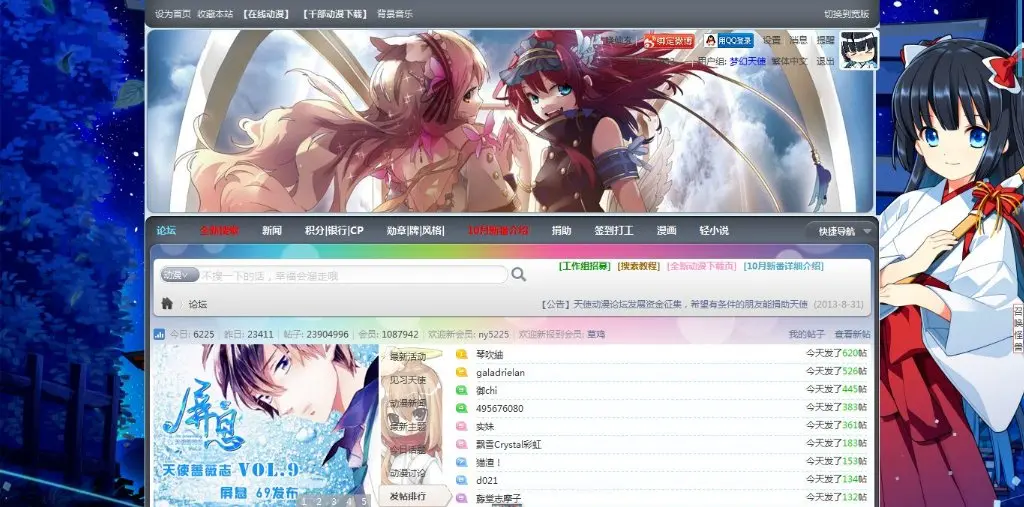 设为首页 收藏本站 【在线动漫】 【千部动漫下载】 背景音乐 切换到宽版
绑定微博 用QQ登录 设置 消息 提醒
用户组: 梦幻天使 繁体中文 退出
论坛 全新搜索 新闻 积分|银行|CP 勋章|牌|风格| 10月新番介绍 捐助 签到打工 漫画 轻小说 快捷导航
动漫 不搜一下的话，幸福会溜走哦 [工作组招募] [搜索教程] [全新动漫下载页] [10月新番详细介绍]
论坛 【公告】天使动漫论坛发展资金征集，希望有条件的朋友能捐助天使 (2013-8-31)
今日: 6225 | 昨日: 23411 | 帖子: 23904996 | 会员: 1087942 | 欢迎新会员: ny5225 | 欢迎新报到会员: 草鸡 我的帖子 查看新帖
屏息
天使蔷薇志 VOL.9
屏息 69发布
1 2 3 4 5
最新活动
见习天使
动漫新闻
最新主题
今日话题
动漫讨论
发帖排行
琴吹紬 今天发了620帖
galadrielan 今天发了526帖
御chi 今天发了445帖
495676080 今天发了383帖
实妹 今天发了361帖
飘雪Crystal彩虹 今天发了183帖
猫渣！ 今天发了153帖
d021 今天发了134帖
藤堂志摩子 今天发了132帖
召唤怪兽